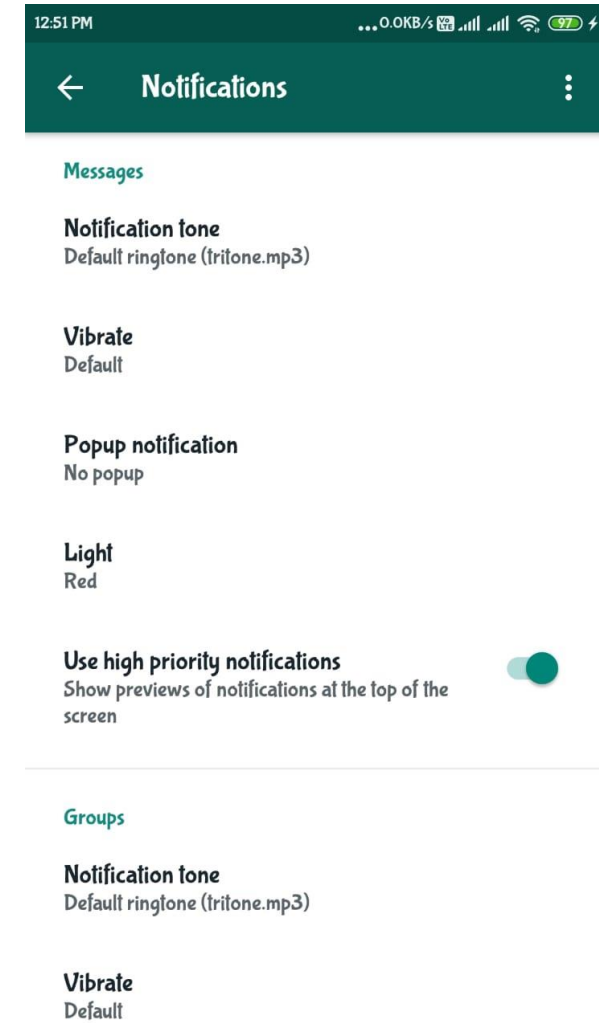 12:51 PM ...0.0KB/s Vo LTE 97
Notifications
Messages
Notification tone
Default ringtone (tritone.mp3)
Vibrate
Default
Popup notification
No popup
Light
Red
Use high priority notifications
Show previews of notifications at the top of the
screen
Groups
Notification tone
Default ringtone (tritone.mp3)
Vibrate
Default